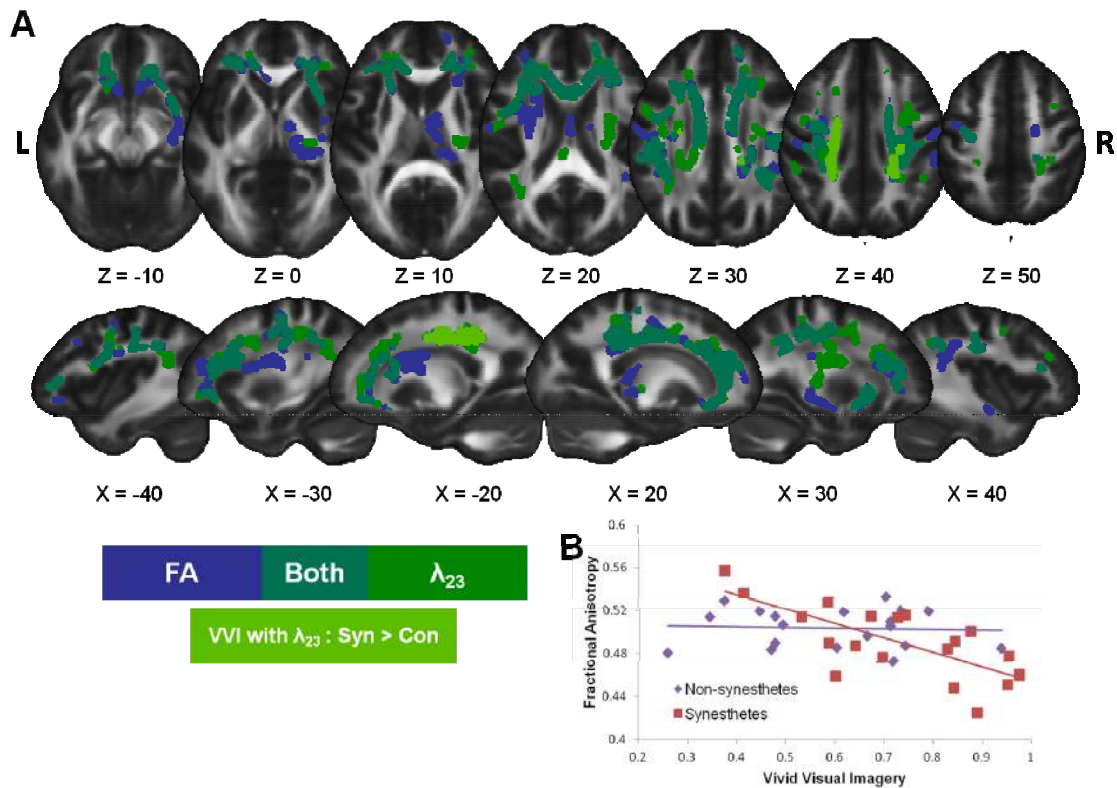 A
L
R
Z = -10 Z = 0 Z = 10 Z = 20 Z = 30 Z = 40 Z = 50
X = -40 X = -30 X = -20 X = 20 X = 30 X = 40
FA Both λ23
VVI with λ23 : Syn > Con
B
Fractional Anisotropy
0.6
0.56
0.52
0.48
0.44
0.4
Non-synesthetes
Synesthetes
0.2 0.3 0.4 0.5 0.6 0.7 0.8 0.9 1
Vivid Visual Imagery